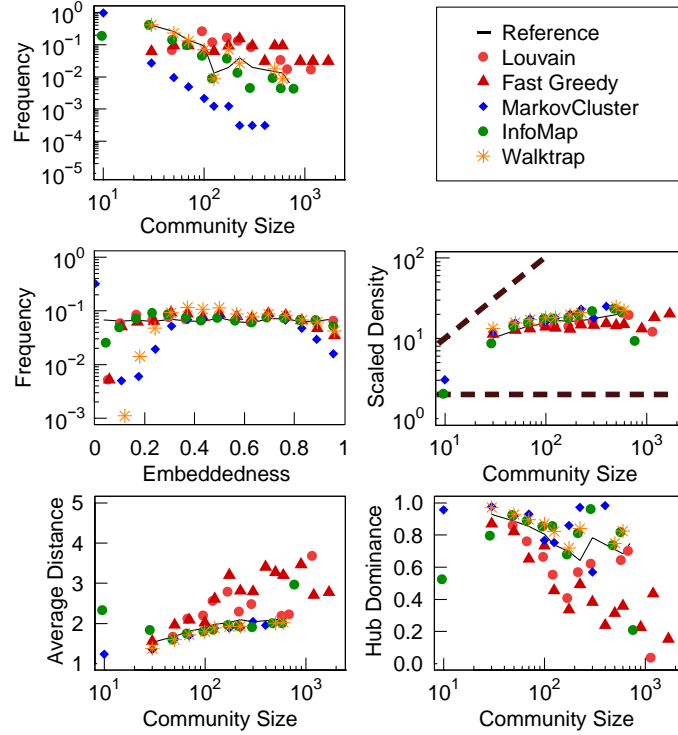 10^0
10^-1
10^-2
10^-3
10^-4
10^-5
Frequency
10^1
10^2
10^3
Community Size
Reference
Louvain
Fast Greedy
MarkovCluster
InfoMap
Walktrap
10^0
10^-1
10^-2
10^-3
Frequency
0
0.2
0.4
0.6
0.8
1
Embeddedness
10^2
10^1
10^0
Scaled Density
10^1
10^2
10^3
Community Size
5
4
3
2
1
Average Distance
10^1
10^2
10^3
Community Size
1.0
0.8
0.6
0.4
0.2
0.0
Hub Dominance
10^1
10^2
10^3
Community Size